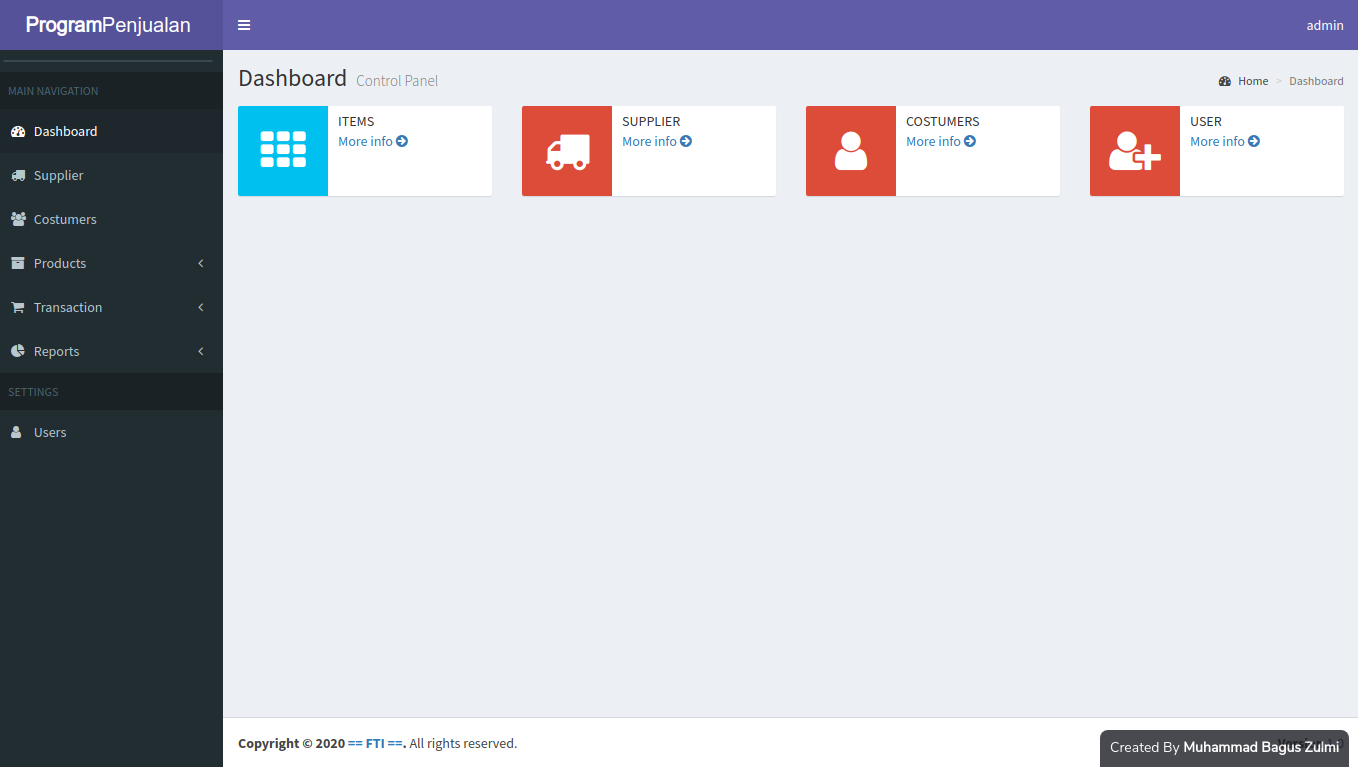 ProgramPenjualan
admin
MAIN NAVIGATION
Dashboard
Supplier
Costumers
Products
Transaction
Reports
SETTINGS
Users
Dashboard Control Panel
Home > Dashboard
ITEMS
More info
SUPPLIER
More info
COSTUMERS
More info
USER
More info
Copyright © 2020 == FTI ==. All rights reserved.
Created By Muhammad Bagus Zulmi